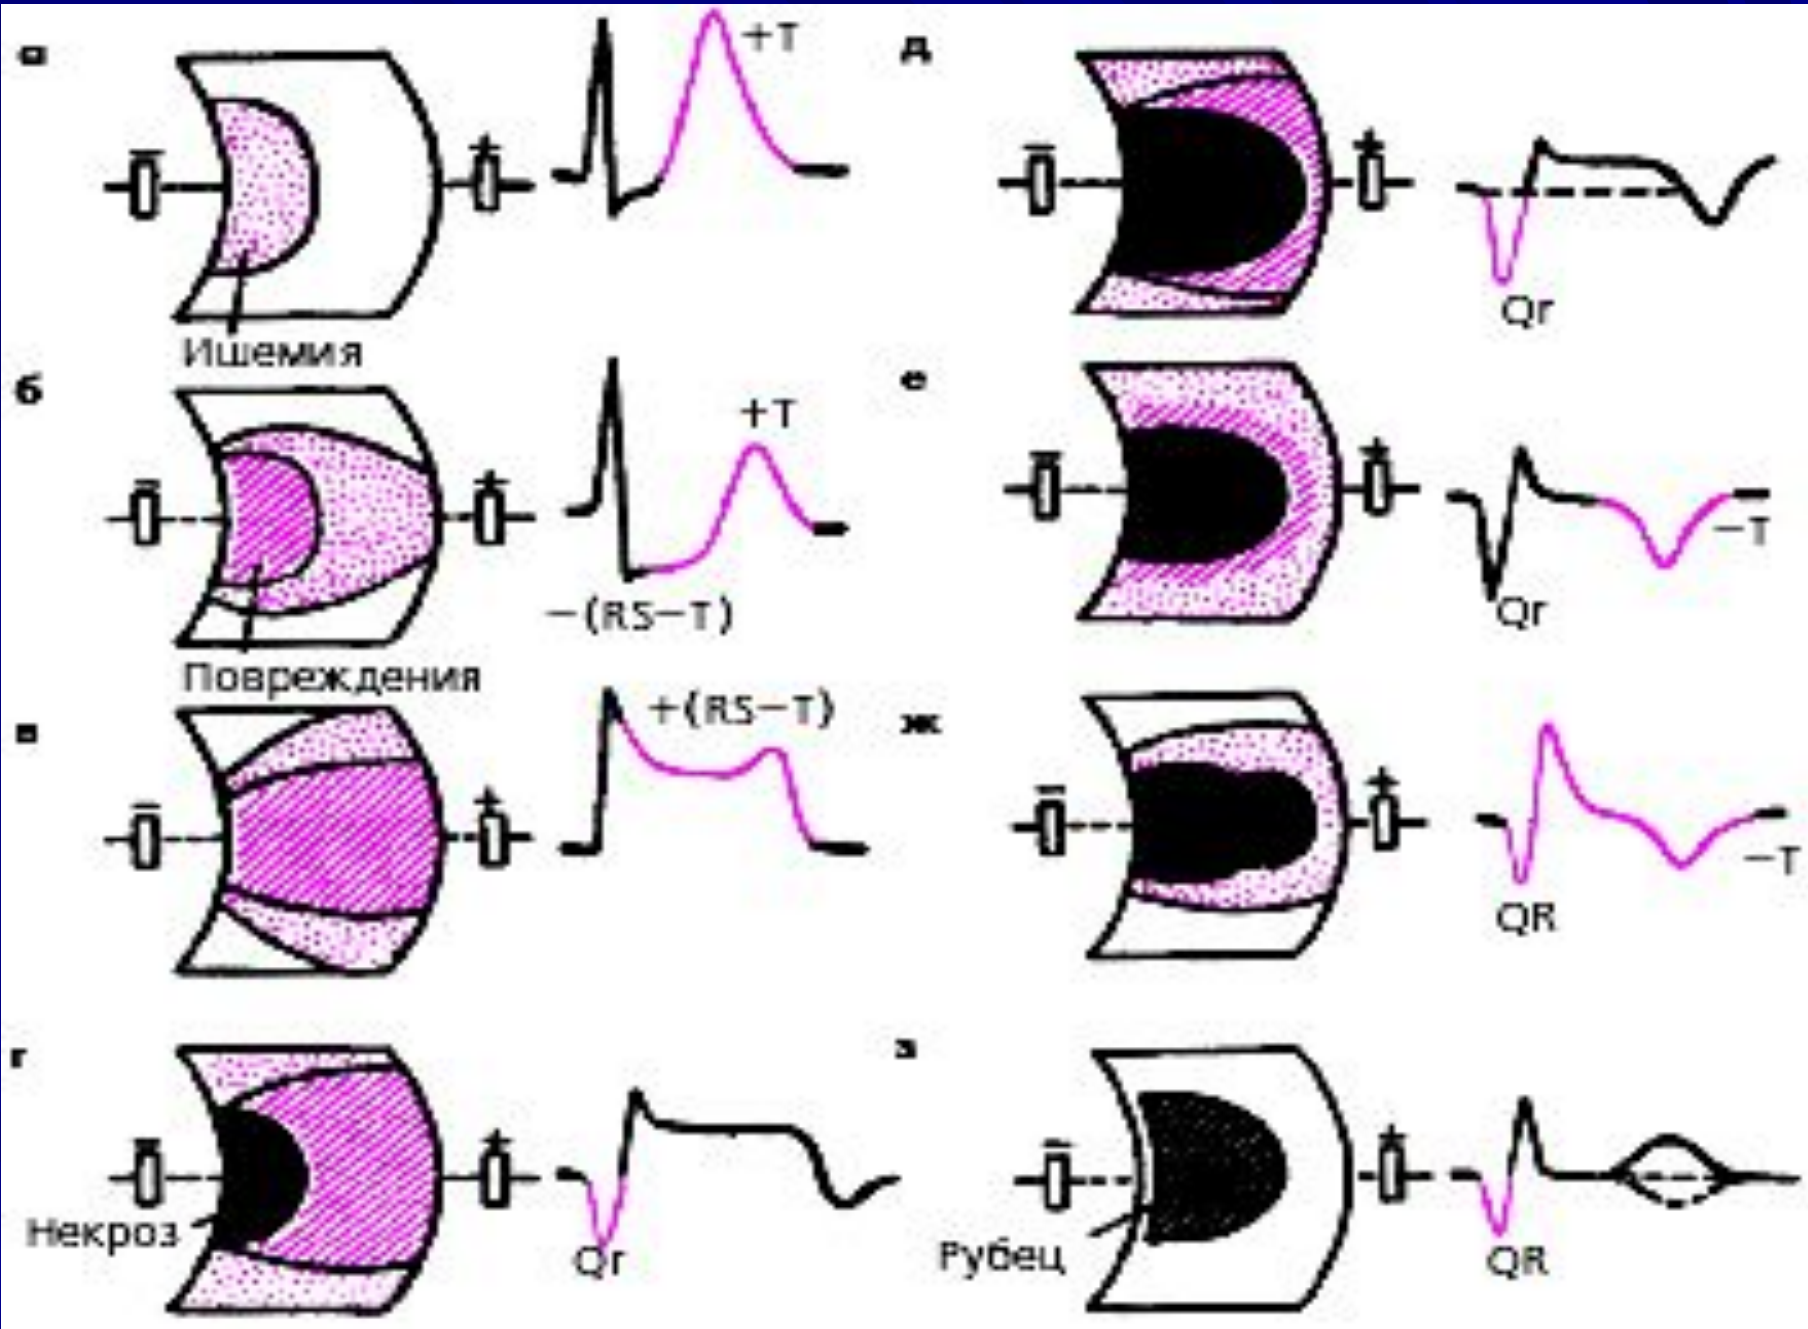 а
+T
Ишемия
б
+T
−(RS−T)
Повреждения
в
+(RS−T)
г
Некроз
Qr
д
Qr
е
−T
Qr
ж
−T
QR
з
Рубец
QR